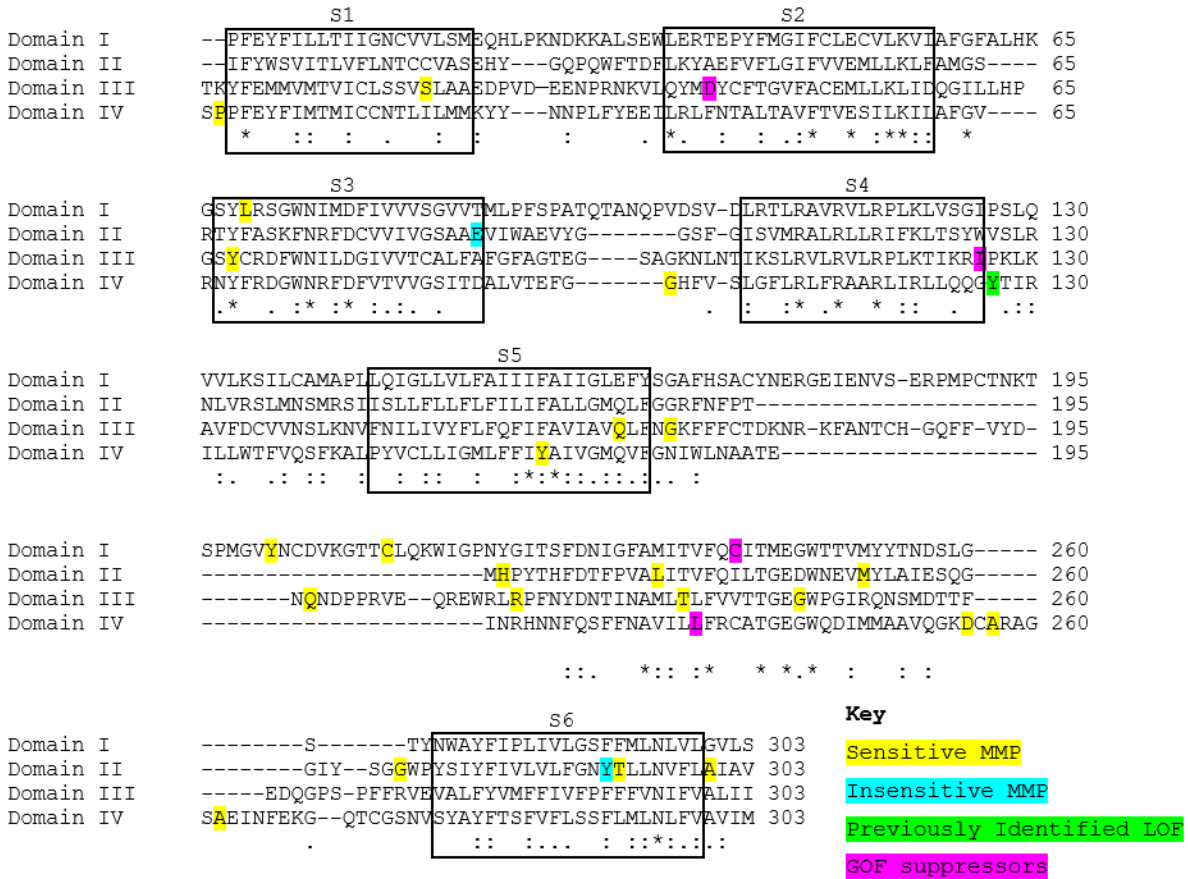 S1 S2
Domain I --PFEYFILLTIIGNCVVLSMEQHLPKNDKKALSEWLERTEPYFMGIFCLECVLKVIAFGFALHK 65
Domain II --IFYWSVITLVFLNTCCVASEHY---GQPQWFTDFLKYAEFVFLGIFVVEMLLKLFAMGS---- 65
Domain III TKYFEMMVMTVICLSSVSLAAEDPVD-EENPRNKVLQYMDYCFTGVFACEMLLKLIDQGILLHP 65
Domain IV SPPFEYFIMTMICCNTLILMMKYY---NNPLFYEEILRLFNTALTAVFTVESILKIIAFGV---- 65
* :: : . : : : . *. : : .: * * :**:: *
S3 S4
Domain I GSYLRSGWNIMDFIVVVSGVVTMLPFSPATQTANQPVDSV-DLRTLRAVRVLRPLKLVSGIPSLQ 130
Domain II RTYFASKFNRFDCVVIVGSAAEVIWAEVYG-------GSF-GISVMRALRLLRIFKLTSYWVSLR 130
Domain III GSYCRDFWNILDGIVVTCALFAFGFAGTEG-----SAGKNLNTIKSLRVLRVLRPLKTIKRIPKLK 130
Domain IV RNYFRDGWNRFDFVTVVGSITDALVTEFG-------GHFV-SLGFLRLFRAARLIRLLQQGYTIR 130
.* . :* :* :.:: . . : * . * : . .::
S5
Domain I VVLKSILCAMAPLLQIGLLVLFAIIIFAIIGLEFYSGAFHSACYNERGEIENVS-ERPMPCTNKT 195
Domain II NLVRSLMNSMRSIISLLFLLFLFILIFALLGMQLFGGRFNFPT---------------------- 195
Domain III AVFDCVVNSLKNVFNILIVYFLFQFIFAVIAVQLFNGKFFFCTDKNR-KFANTCH-GQFF-VYD- 195
Domain IV ILLWTFVQSFKALPYVCLLIGMLFFIYAIVGMQVFGNIWLNAATE-------------------- 195
:. .: :: : : :: : : :*:*::.::.:.. :
Domain I SPMGVYNCDVKGTTCLQKWIGPNYGITSFDNIGFAMITVFQCITMEGWTTVMYYTNDSLG----- 260
Domain II ----------------------MHPYTHFDTFPVALITVFQILTGEDWNEVMYLAIESQG----- 260
Domain III -------NQNDPPRVE--QREWRLRPFNYDNTINAMLTLFVVTTGEGWPGIRQNSMDTTF----- 260
Domain IV ----------------------INRHNNFQSFFNAVILLFRCATGEGWQDIMMAAVQGKDCARAG 260
::. *:: :* * *.* : : :
S6
Domain I --------S-------TYNWAYFIPLIVLGSFFMLNLVLGVLS 303
Domain II --------GIY--SGGWPYSIYFIVLVLFGNYTLLNVFLAIAV 303
Domain III -----EDQGPS-PFFRVEVALFYVMFFIVFPFFFVNIFVALII 303
Domain IV SAEINFEKG--QTCGSNVSYAYFTSFVFLSSFLMLNLFVAVIM 303
. :: :.. : ::*:.:.:
Key
Sensitive MMP
Insensitive MMP
Previously Identified LOF
GOF suppressors